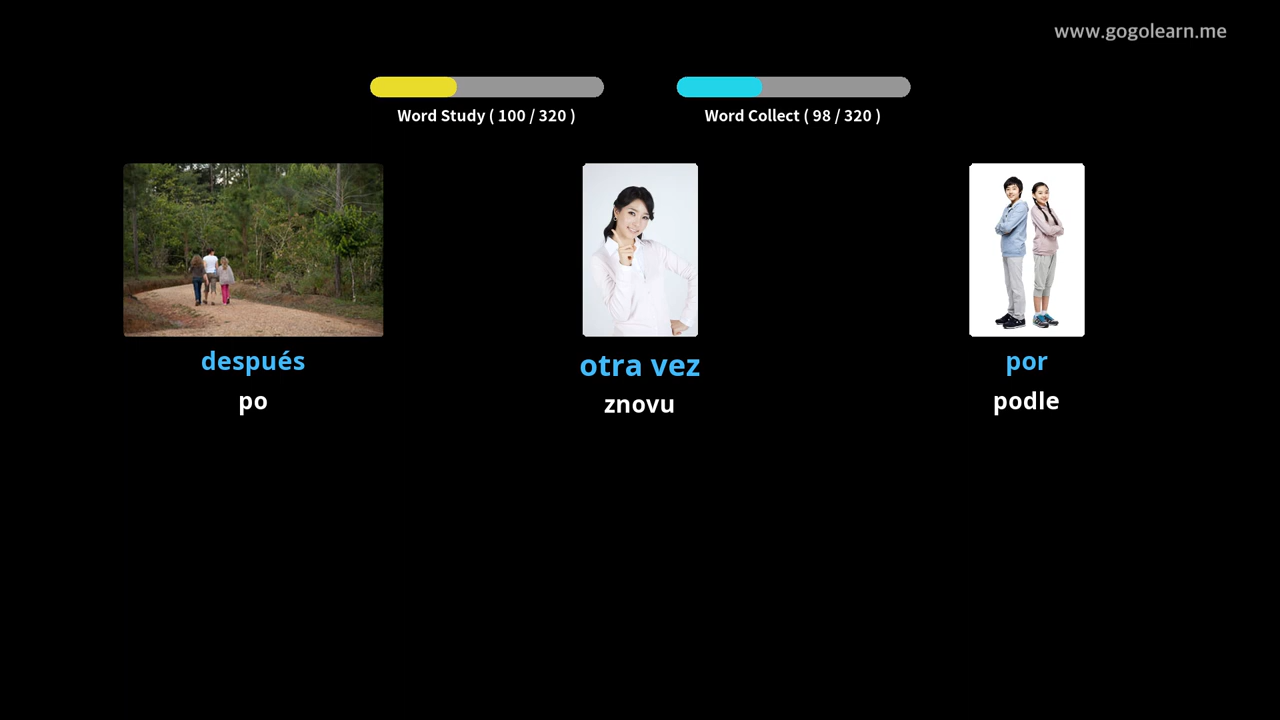 www.gogolearn.me
Word Study ( 100 / 320 )
Word Collect ( 98 / 320 )
después
po
otra vez
znovu
por
podle